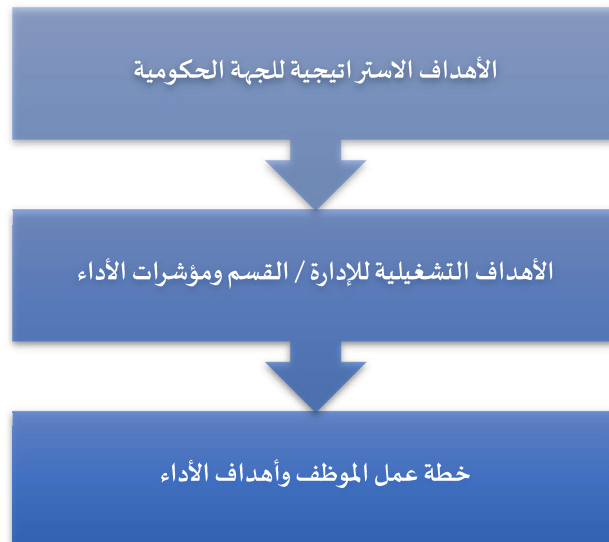 الأهداف الاستراتيجية للجهة الحكومية
الأهداف التشغيلية للإدارة / القسم ومؤشرات الأداء
خطة عمل الموظف وأهداف الأداء